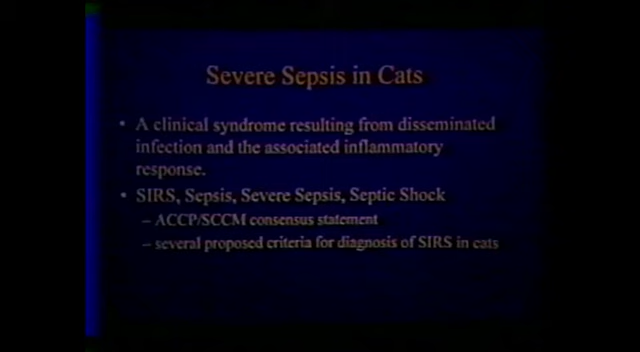 Severe Sepsis in Cats
• A clinical syndrome resulting from disseminated
infection and the associated inflammatory
response.
• SIRS, Sepsis, Severe Sepsis, Septic Shock
– ACCP/SCCM consensus statement
– several proposed criteria for diagnosis of SIRS in cats